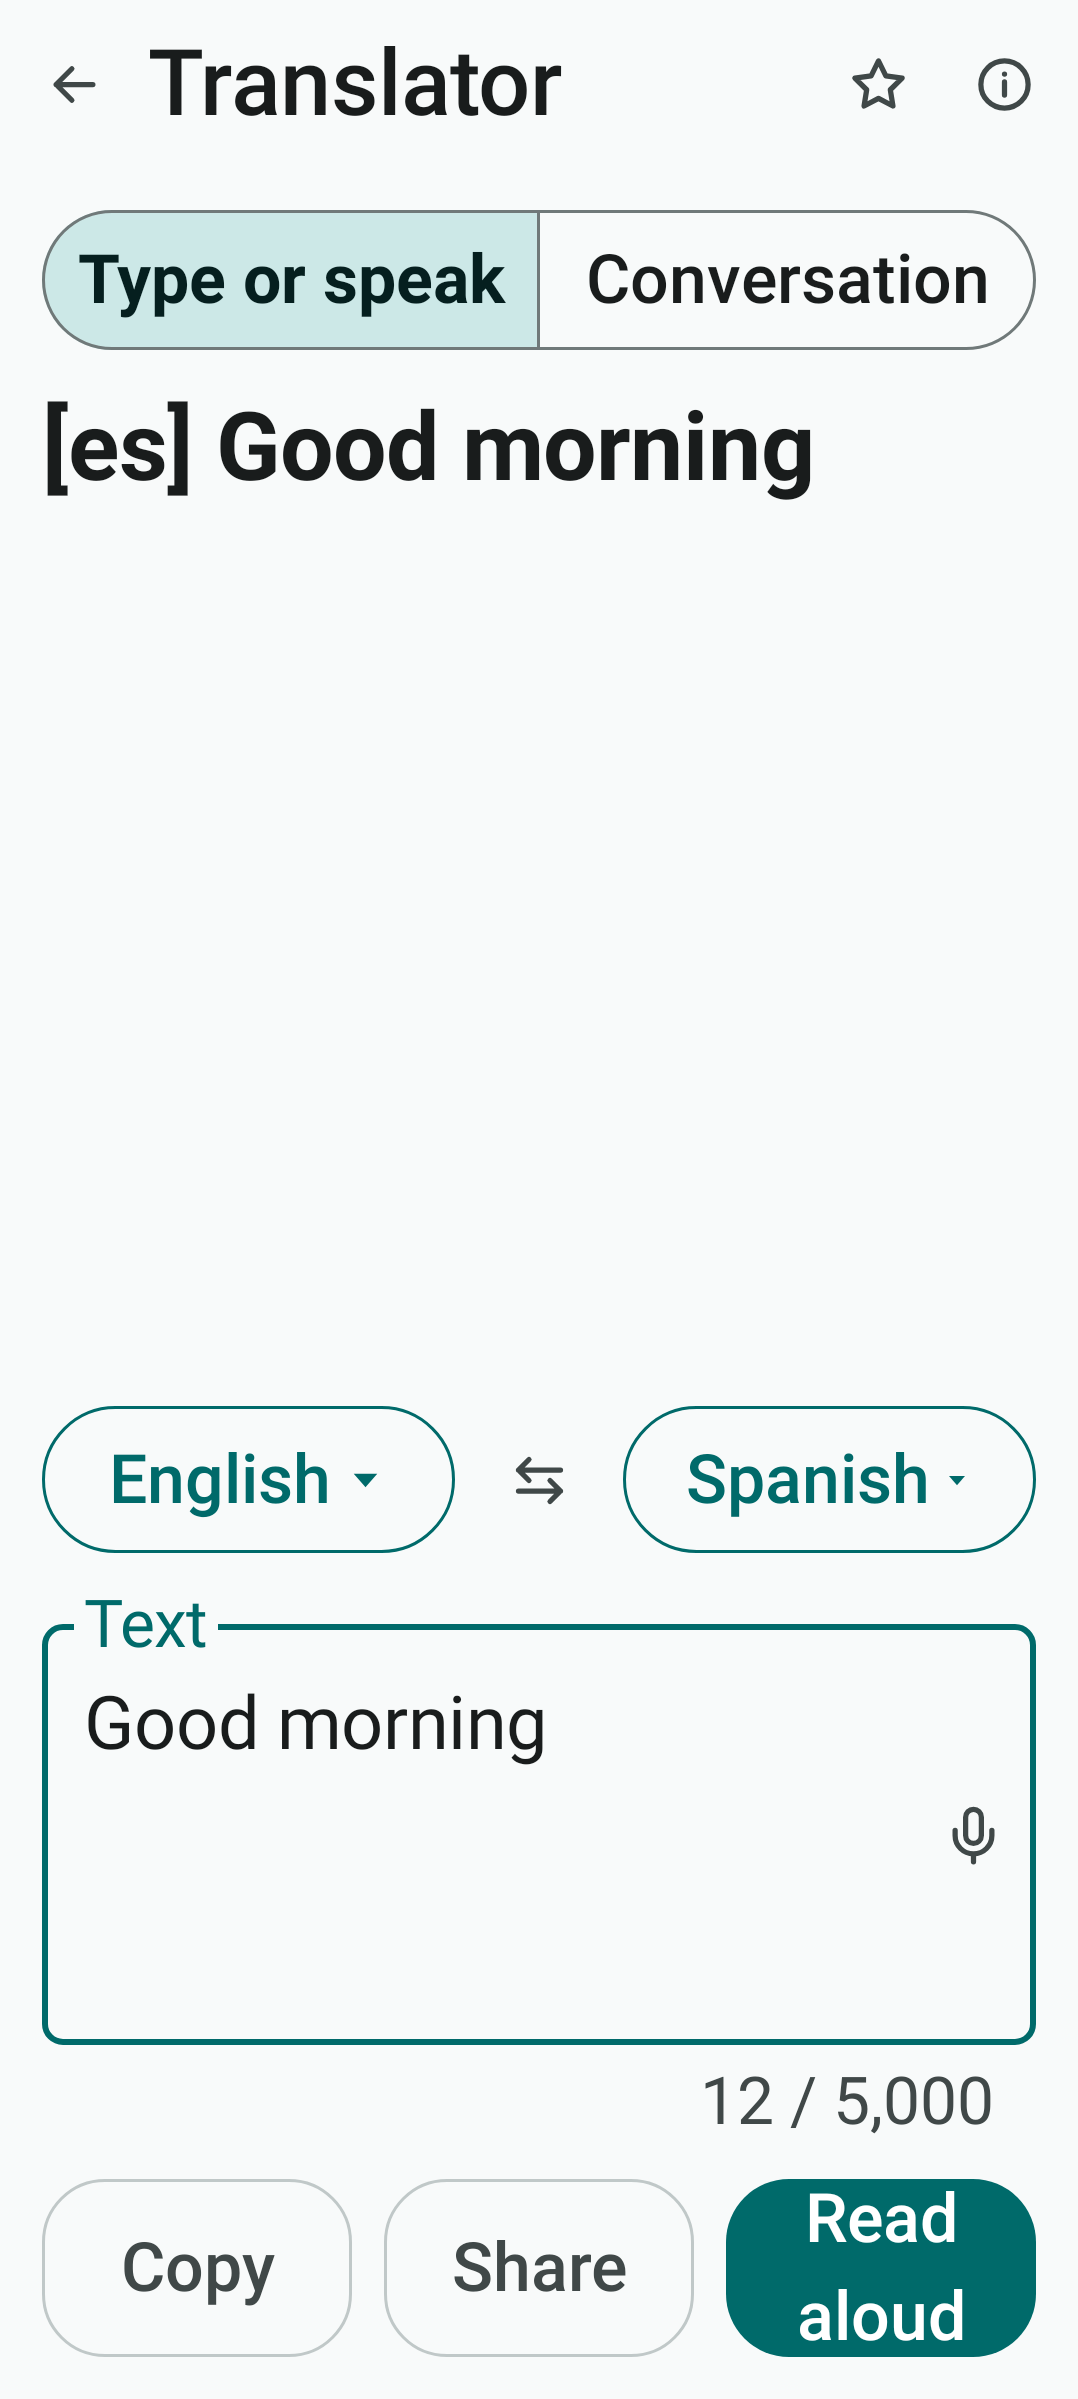 Translator
Type or speak
Conversation
[es] Good morning
English
Spanish
Text
Good morning
12 / 5,000
Copy
Share
Read
aloud